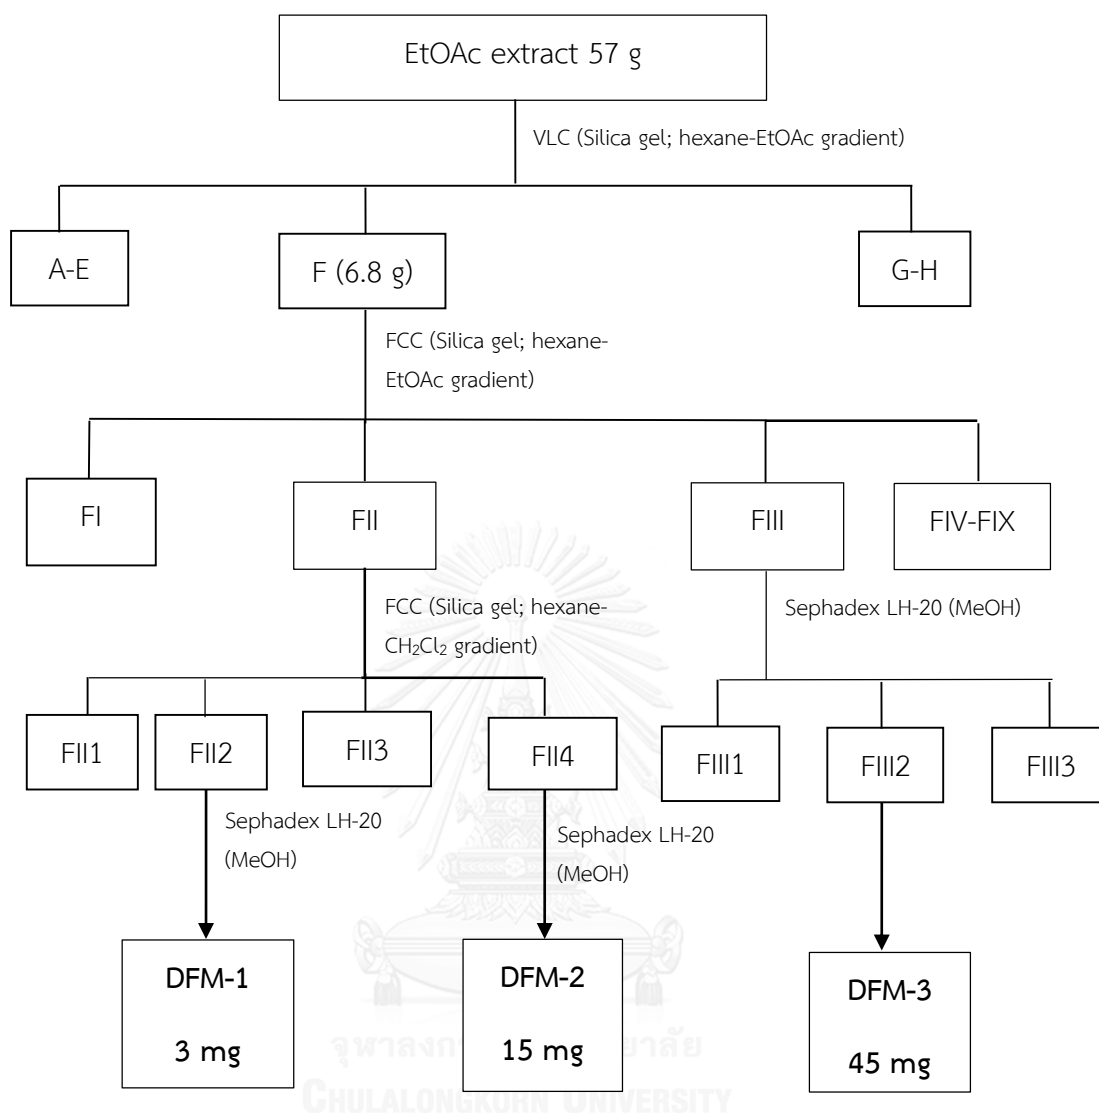 EtOAc extract 57 g
VLC (Silica gel; hexane-EtOAc gradient)
A-E
F (6.8 g)
G-H
FCC (Silica gel; hexane-
EtOAc gradient)
FI
FII
FIII
FIV-FIX
FCC (Silica gel; hexane-
CH₂Cl₂ gradient)
Sephadex LH-20 (MeOH)
FII1
FII2
FII3
FII4
FIII1
FIII2
FIII3
Sephadex LH-20
(MeOH)
Sephadex LH-20
(MeOH)
DFM-1
3 mg
DFM-2
15 mg
DFM-3
45 mg
CHULALONGKORN UNIVERSITY